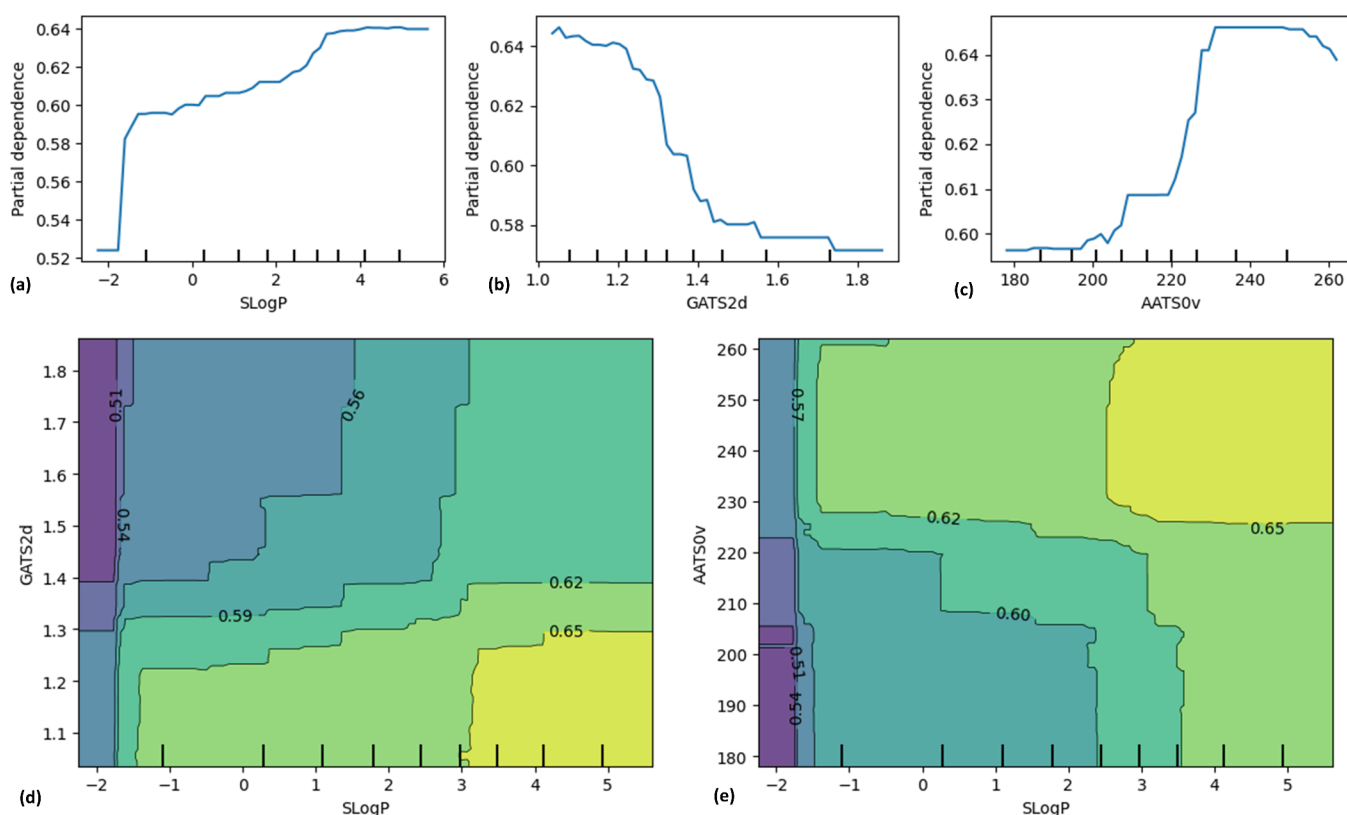 Partial dependence
0.64
0.62
0.60
0.58
0.56
0.54
0.52
−2 0 2 4 6
SLogP
(a)
Partial dependence
0.64
0.62
0.60
0.58
1.0 1.2 1.4 1.6 1.8
GATS2d
(b)
Partial dependence
0.64
0.63
0.62
0.61
0.60
180 200 220 240 260
AATS0v
(c)
GATS2d
1.8
1.7
1.6
1.5
1.4
1.3
1.2
1.1
0.51
0.54
0.56
0.59
0.62
0.65
−2 −1 0 1 2 3 4 5
SLogP
(d)
AATS0v
260
250
240
230
220
210
200
190
180
0.57
0.62
0.65
0.60
0.51
0.54
−2 −1 0 1 2 3 4 5
SLogP
(e)